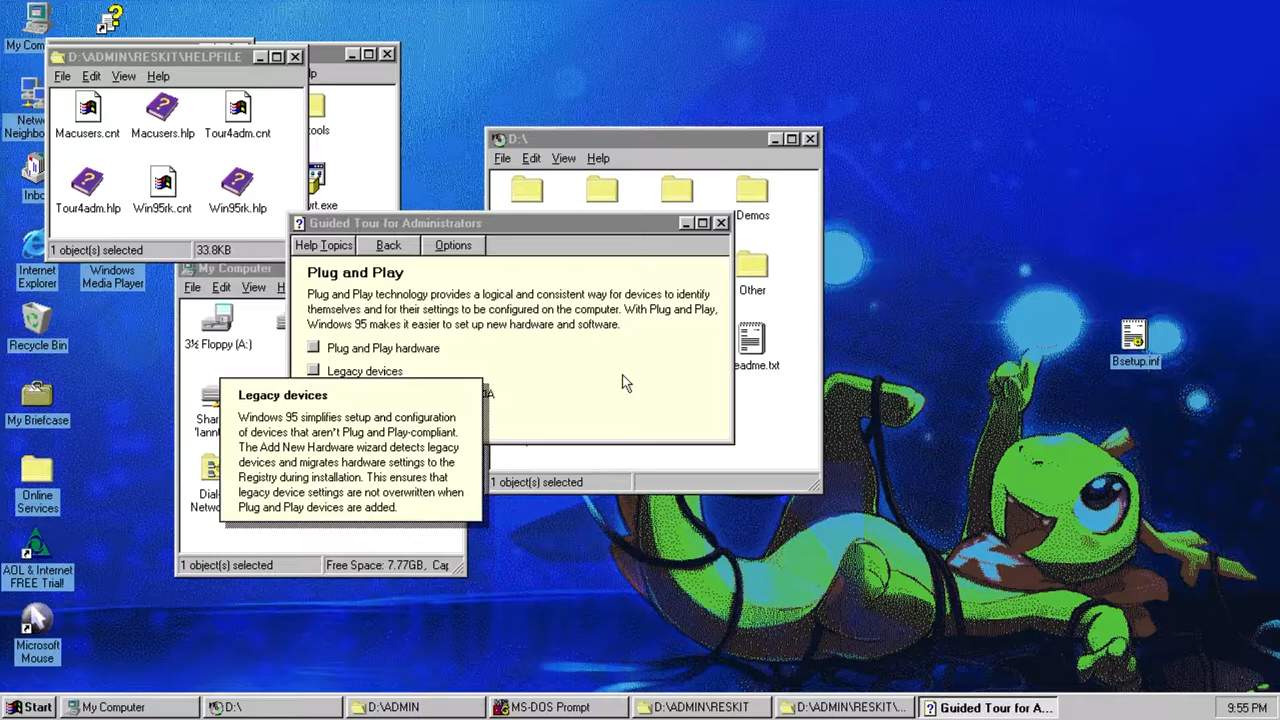 My Com
D:\ADMIN\RESKIT\HELPFILE
File Edit View Help
Macusers.cnt Macusers.hlp Tour4adm.cnt
Tour4adm.hlp Win95rk.cnt Win95rk.hlp
1 object(s) selected 33.8KB
lp
tools
wrt.exe
D:\
File Edit View Help
Demos
Other
eadme.txt
1 object(s) selected
Guided Tour for Administrators
Help Topics Back Options
Plug and Play
Plug and Play technology provides a logical and consistent way for devices to identify
themselves and for their settings to be configured on the computer. With Plug and Play,
Windows 95 makes it easier to set up new hardware and software.
Plug and Play hardware
Legacy devices
Legacy devices
Windows 95 simplifies setup and configuration
of devices that aren't Plug and Play-compliant.
The Add New Hardware wizard detects legacy
devices and migrates hardware settings to the
Registry during installation. This ensures that
legacy device settings are not overwritten when
Plug and Play devices are added.
My Computer
File Edit View H
3½ Floppy (A:)
Shar
Dial-
Netwo
1 object(s) selected Free Space: 7.77GB, Cap
Netwo
Neighbo
Inbo
Internet
Explorer
Windows
Media Player
Recycle Bin
My Briefcase
Online
Services
AOL & Internet
FREE Trial!
Microsoft
Mouse
Bsetup.inf
Start My Computer D:\ D:\ADMIN MS-DOS Prompt D:\ADMIN\RESKIT D:\ADMIN\RESKIT/... Guided Tour for A... 9:55 PM